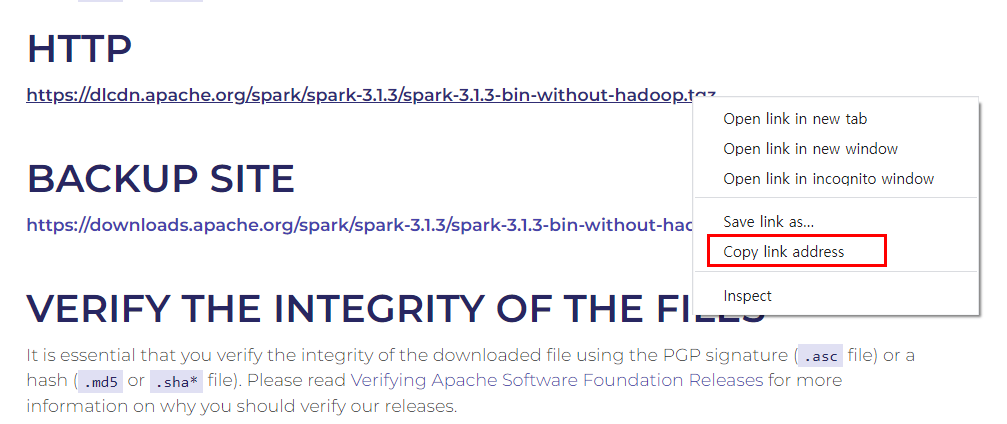 HTTP
https://dlcdn.apache.org/spark/spark-3.1.3/spark-3.1.3-bin-without-hadoop.tgz
Open link in new tab
Open link in new window
Open link in incognito window
Save link as...
Copy link address
Inspect
BACKUP SITE
https://downloads.apache.org/spark/spark-3.1.3/spark-3.1.3-bin-without-had
VERIFY THE INTEGRITY OF THE FILES
It is essential that you verify the integrity of the downloaded file using the PGP signature ( .asc file) or a
hash ( .md5 or .sha* file). Please read Verifying Apache Software Foundation Releases for more
information on why you should verify our releases.